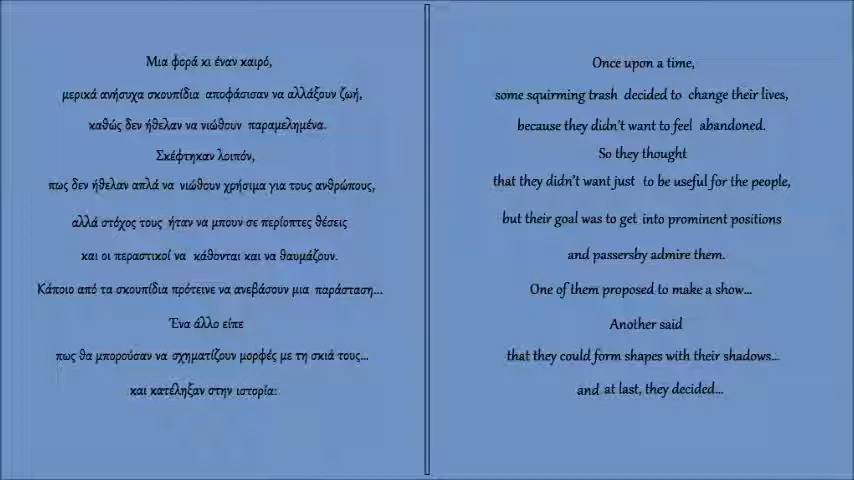 Μια φορά κι έναν καιρό,
μερικά ανήσυχα σκουπίδια αποφάσισαν να αλλάξουν ζωή,
καθώς δεν ήθελαν να νιώθουν παραμελημένα.
Σκέφτηκαν λοιπόν,
πως δεν ήθελαν απλά να νιώθουν χρήσιμα για τους ανθρώπους,
αλλά στόχος τους ήταν να μπουν σε περίοπτες θέσεις
και οι περαστικοί να κάθονται και να θαυμάζουν.
Κάποιο από τα σκουπίδια πρότεινε να ανεβάσουν μια παράσταση...
Ένα άλλο είπε
πως θα μπορούσαν να σχηματίζουν μορφές με τη σκιά τους...
και κατέληξαν στην ιστορία:
Once upon a time,
some squirming trash decided to change their lives,
because they didn't want to feel abandoned.
So they thought
that they didn't want just to be useful for the people,
but their goal was to get into prominent positions
and passersby admire them.
One of them proposed to make a show...
Another said
that they could form shapes with their shadows...
and at last, they decided...